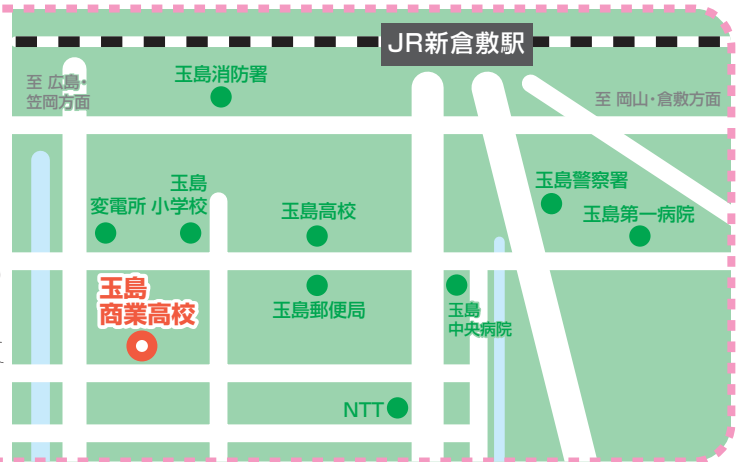 JR新倉敷駅
玉島消防署
至 広島・
笠岡方面
至 岡山・倉敷方面
玉島
変電所 小学校
玉島高校
玉島警察署
玉島第一病院
玉島
商業高校
玉島郵便局
玉島
中央病院
NTT